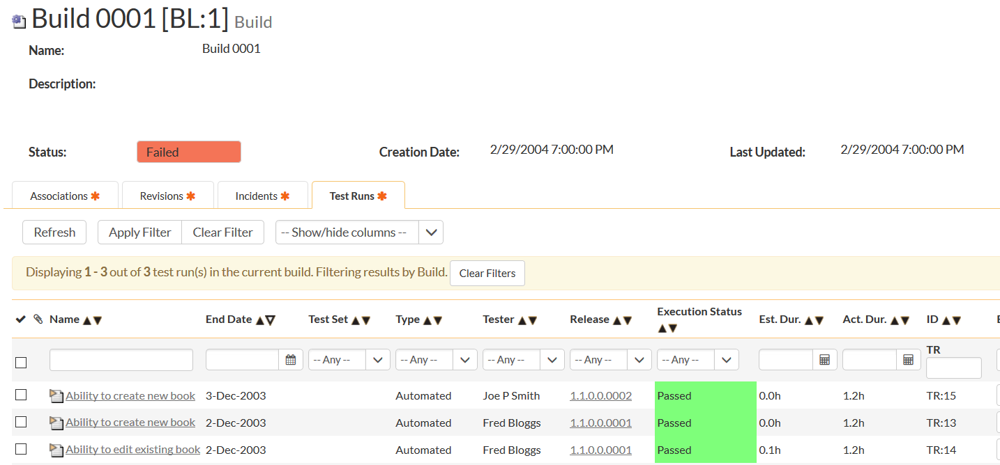 Build 0001 [BL:1] Build
Name: Build 0001
Description:
Status: Failed Creation Date: 2/29/2004 7:00:00 PM Last Updated: 2/29/2004 7:00:00 PM
Associations ✱ Revisions ✱ Incidents ✱ Test Runs ✱
Refresh Apply Filter Clear Filter -- Show/hide columns --
Displaying 1 - 3 out of 3 test run(s) in the current build. Filtering results by Build. Clear Filters
Name ▲▼ End Date ▲▼ Test Set ▲▼ Type ▲▼ Tester ▲▼ Release ▲▼ Execution Status ▲▼ Est. Dur. ▲▼ Act. Dur. ▲▼ ID ▲▼
-- Any -- -- Any -- -- Any -- -- Any -- -- Any -- TR
Ability to create new book 3-Dec-2003 Automated Joe P Smith 1.1.0.0.0002 Passed 0.0h 1.2h TR:15
Ability to create new book 2-Dec-2003 Automated Fred Bloggs 1.1.0.0.0001 Passed 0.0h 1.2h TR:13
Ability to edit existing book 2-Dec-2003 Automated Fred Bloggs 1.1.0.0.0001 Passed 0.1h 1.2h TR:14